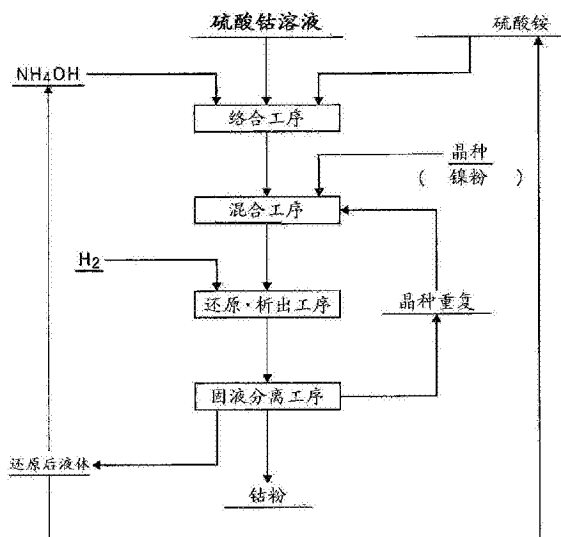 硫酸钴溶液
硫酸铵
NH4OH
络合工序
晶种
( 镍粉 )
混合工序
H2
还原·析出工序
晶种重复
固液分离工序
还原后液体
钴粉